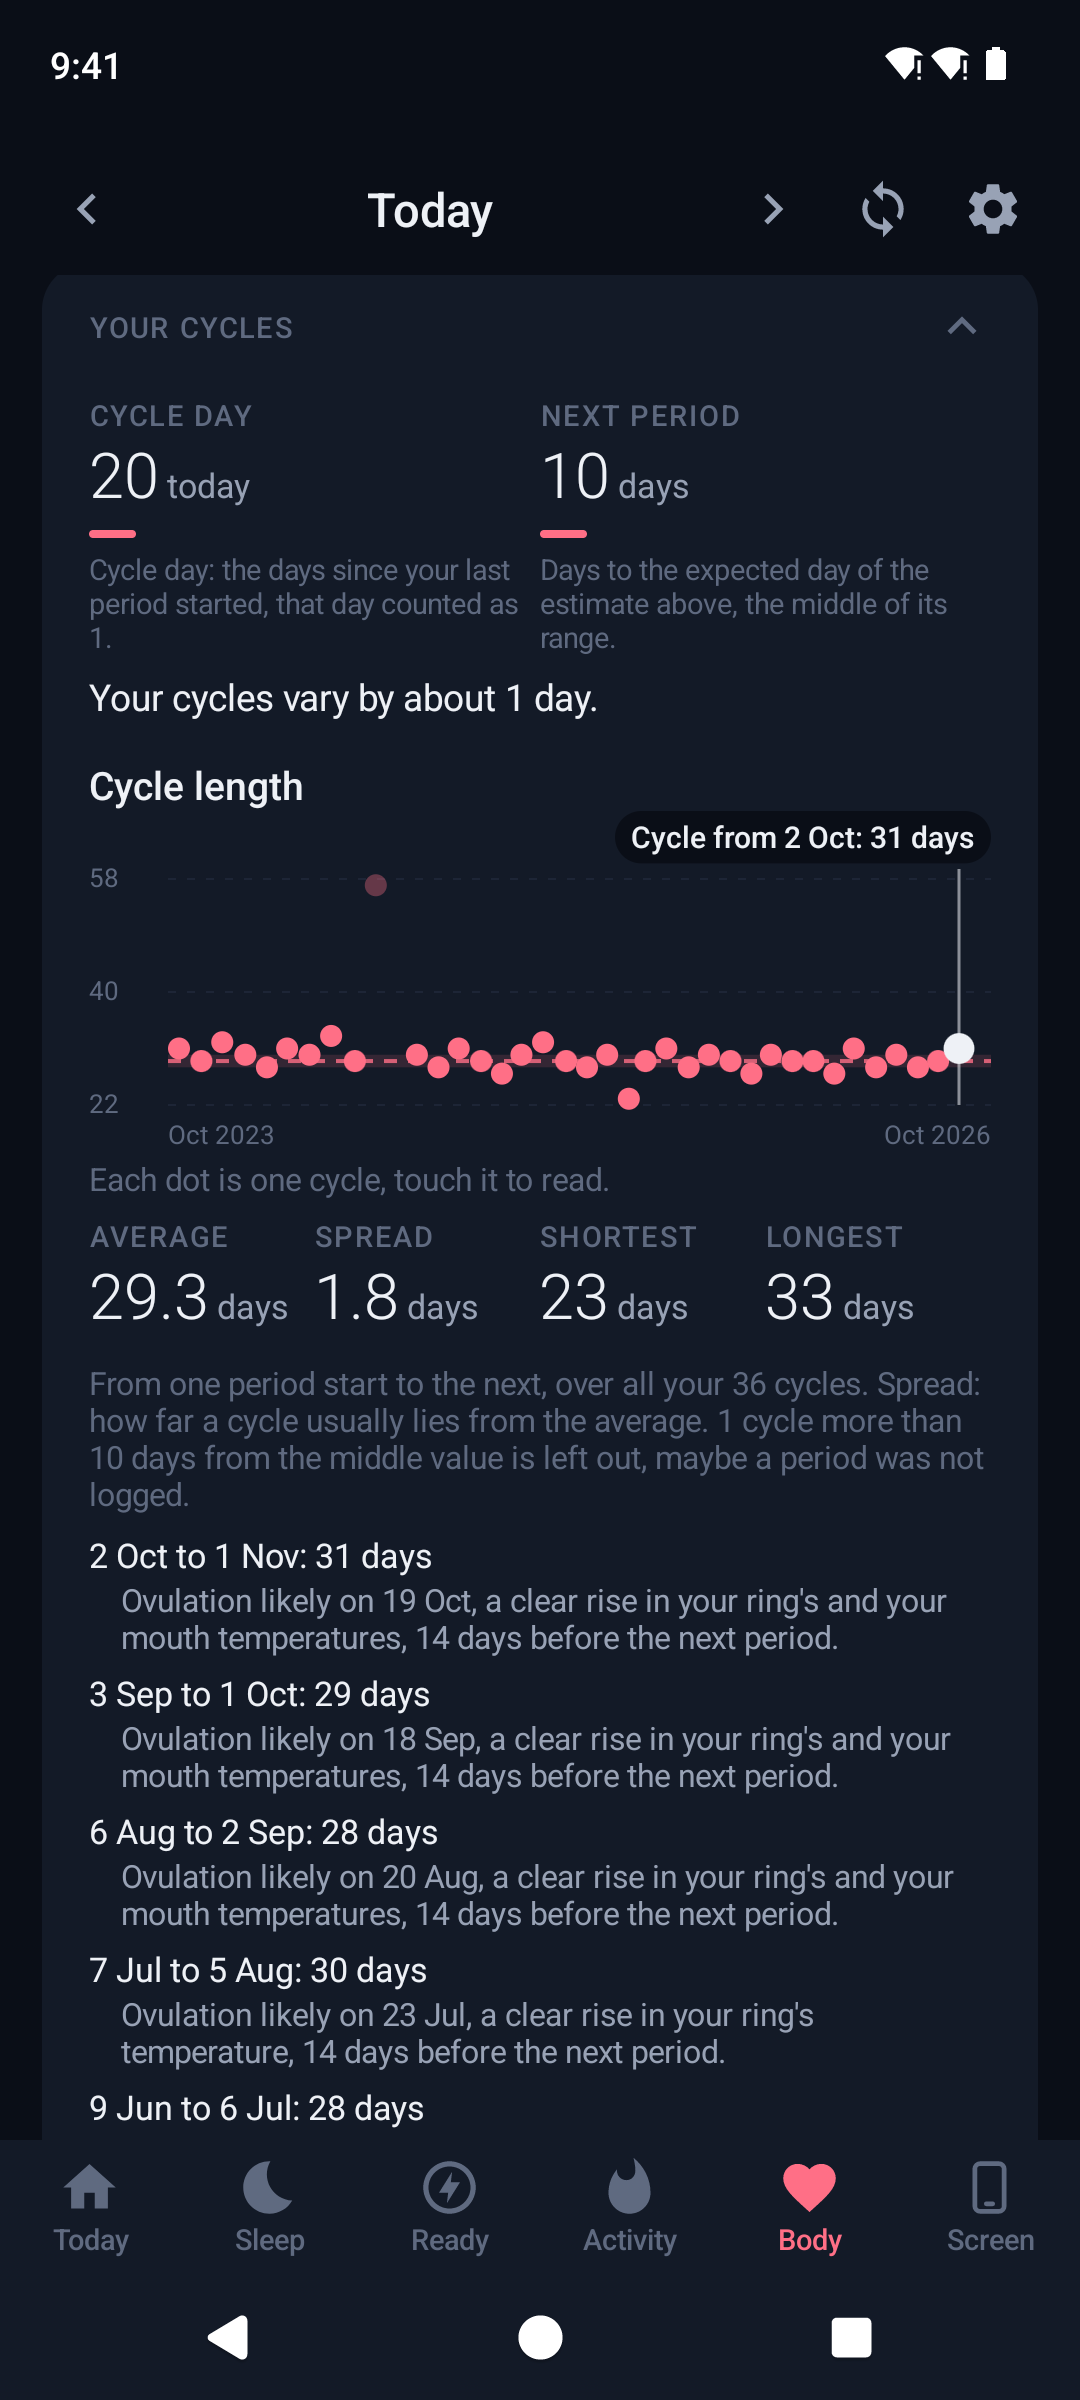 9:41
Today
YOUR CYCLES
CYCLE DAY
20 today
Cycle day: the days since your last
period started, that day counted as
1.
NEXT PERIOD
10 days
Days to the expected day of the
estimate above, the middle of its
range.
Your cycles vary by about 1 day.
Cycle length
Cycle from 2 Oct: 31 days
58
40
22
Oct 2023
Oct 2026
Each dot is one cycle, touch it to read.
AVERAGE
29.3 days
SPREAD
1.8 days
SHORTEST
23 days
LONGEST
33 days
From one period start to the next, over all your 36 cycles. Spread:
how far a cycle usually lies from the average. 1 cycle more than
10 days from the middle value is left out, maybe a period was not
logged.
2 Oct to 1 Nov: 31 days
Ovulation likely on 19 Oct, a clear rise in your ring's and your
mouth temperatures, 14 days before the next period.
3 Sep to 1 Oct: 29 days
Ovulation likely on 18 Sep, a clear rise in your ring's and your
mouth temperatures, 14 days before the next period.
6 Aug to 2 Sep: 28 days
Ovulation likely on 20 Aug, a clear rise in your ring's and your
mouth temperatures, 14 days before the next period.
7 Jul to 5 Aug: 30 days
Ovulation likely on 23 Jul, a clear rise in your ring's
temperature, 14 days before the next period.
9 Jun to 6 Jul: 28 days
Today
Sleep
Ready
Activity
Body
Screen